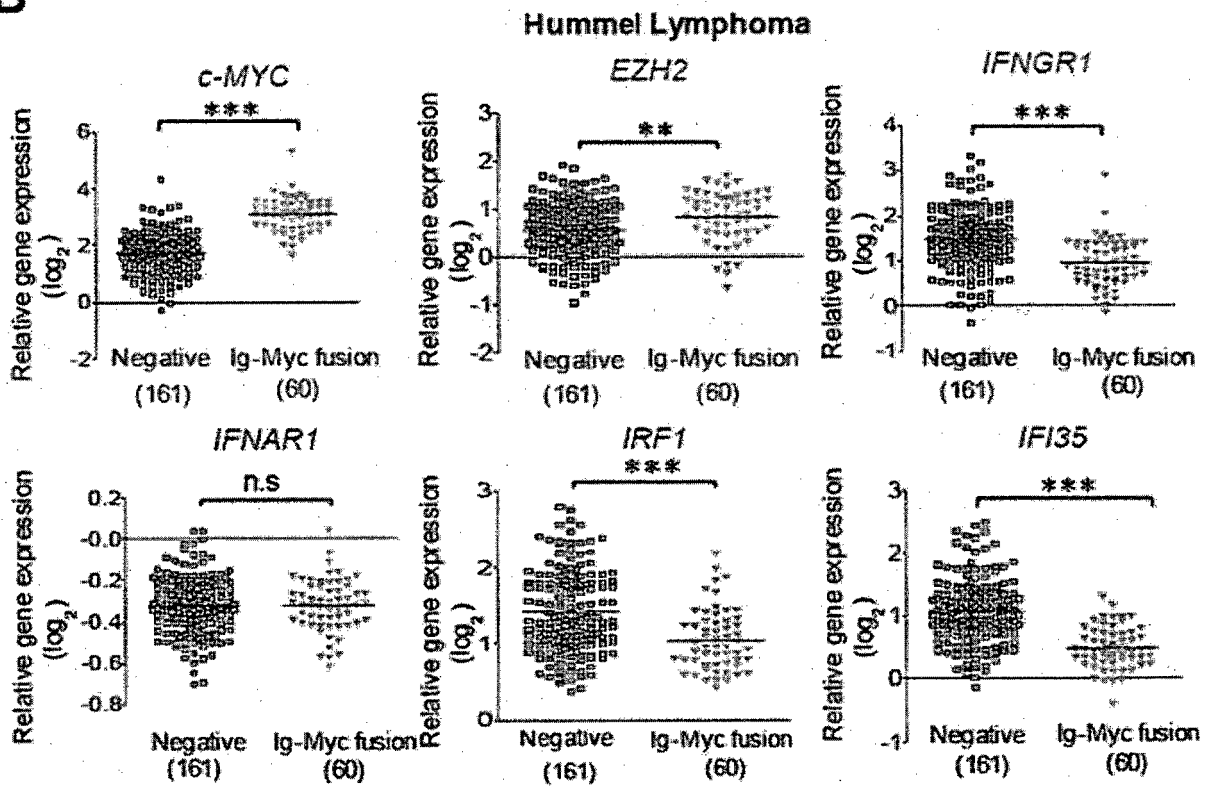 B
Hummel Lymphoma
c-MYC
***
Relative gene expression
(log2)
6
4
2
0
-2
Negative
Ig-Myc fusion
(161)
(60)
EZH2
**
Relative gene expression
(log2)
3
2
1
0
-1
-2
Negative
Ig-Myc fusion
(161)
(60)
IFNGR1
***
Relative gene expression
(log2)
4
3
2
1
0
-1
Negative
Ig-Myc fusion
(161)
(60)
IFNAR1
n.s
Relative gene expression
(log2)
0.2
-0.0
-0.2
-0.4
-0.6
-0.8
Negative
Ig-Myc fusion
(161)
(60)
IRF1
***
Relative gene expression
(log2)
3
2
1
0
Negative
Ig-Myc fusion
(161)
(60)
IFI35
***
Relative gene expression
(log2)
3
2
1
0
-1
Negative
Ig-Myc fusion
(161)
(60)